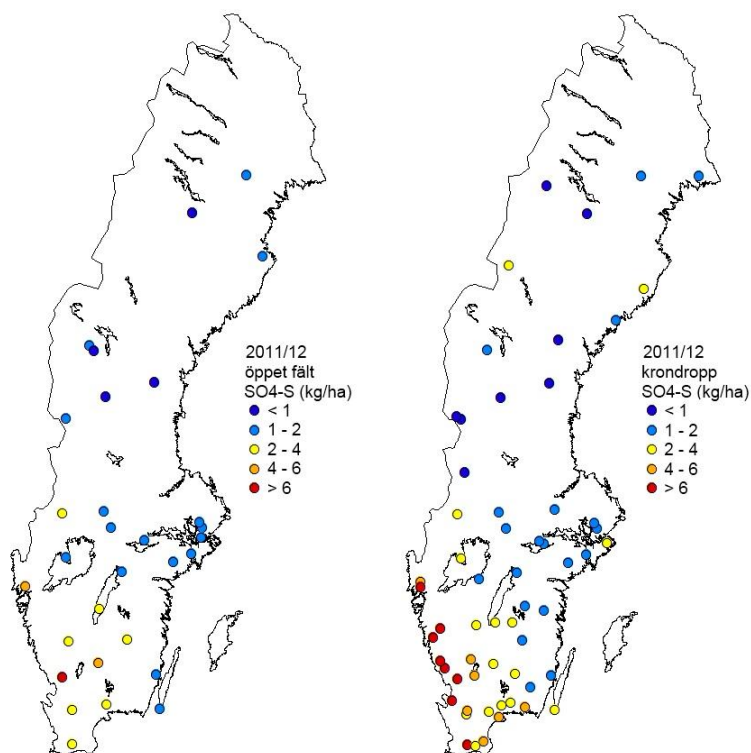 2011/12
öppet fält
SO4-S (kg/ha)
< 1
1 - 2
2 - 4
4 - 6
> 6
2011/12
krondropp
SO4-S (kg/ha)
< 1
1 - 2
2 - 4
4 - 6
> 6